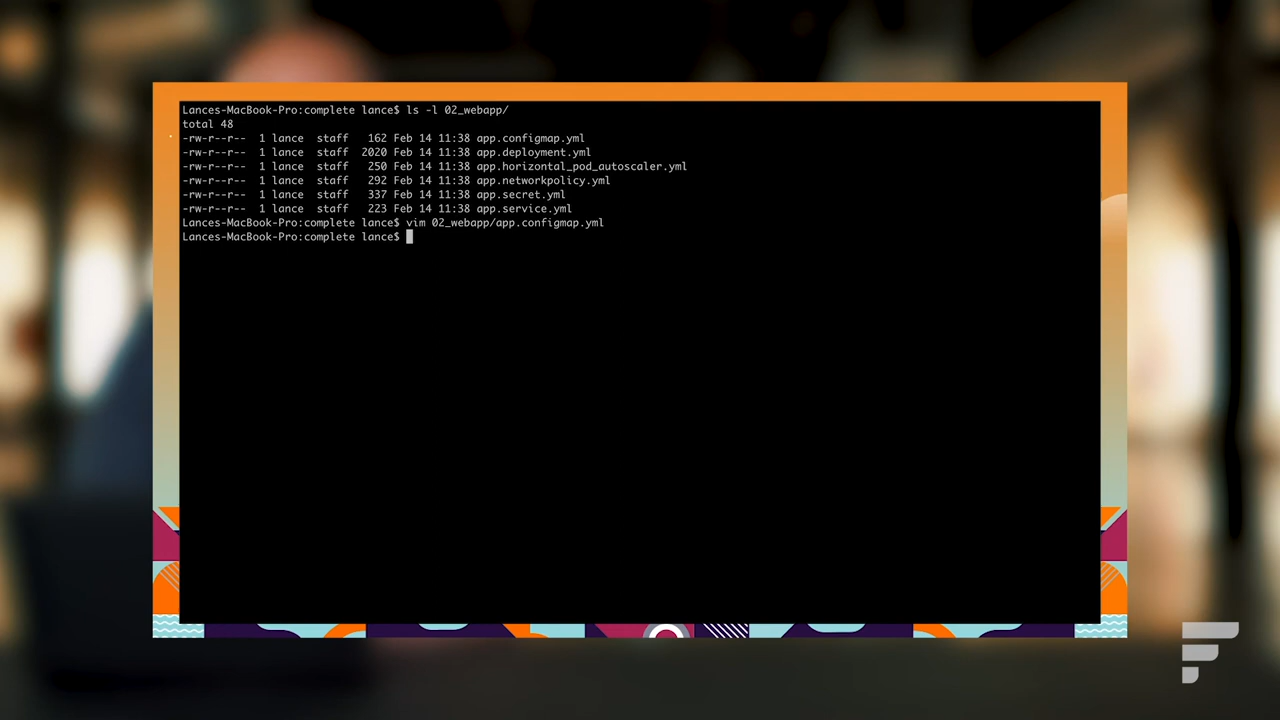 Lances-MacBook-Pro:complete lance$ ls -l 02_webapp/
total 48
-rw-r--r--  1 lance  staff   162 Feb 14 11:38 app.configmap.yml
-rw-r--r--  1 lance  staff  2020 Feb 14 11:38 app.deployment.yml
-rw-r--r--  1 lance  staff   250 Feb 14 11:38 app.horizontal_pod_autoscaler.yml
-rw-r--r--  1 lance  staff   292 Feb 14 11:38 app.networkpolicy.yml
-rw-r--r--  1 lance  staff   337 Feb 14 11:38 app.secret.yml
-rw-r--r--  1 lance  staff   223 Feb 14 11:38 app.service.yml
Lances-MacBook-Pro:complete lance$ vim 02_webapp/app.configmap.yml
Lances-MacBook-Pro:complete lance$